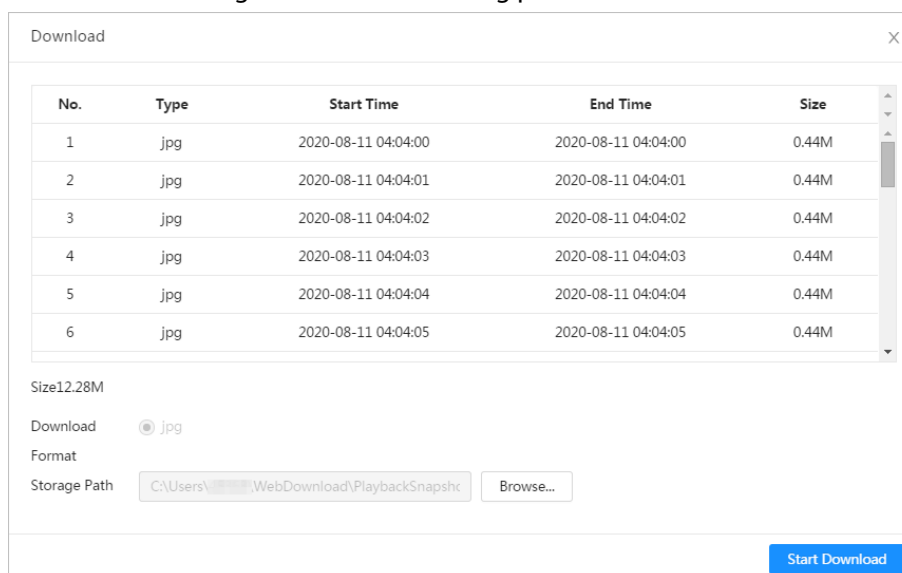 Download
No. Type Start Time End Time Size
1 jpg 2020-08-11 04:04:00 2020-08-11 04:04:00 0.44M
2 jpg 2020-08-11 04:04:01 2020-08-11 04:04:01 0.44M
3 jpg 2020-08-11 04:04:02 2020-08-11 04:04:02 0.44M
4 jpg 2020-08-11 04:04:03 2020-08-11 04:04:03 0.44M
5 jpg 2020-08-11 04:04:04 2020-08-11 04:04:04 0.44M
6 jpg 2020-08-11 04:04:05 2020-08-11 04:04:05 0.44M
Size12.28M
Download jpg
Format
Storage Path C:\Users\ WebDownload\PlaybackSnapshc Browse...
Start Download